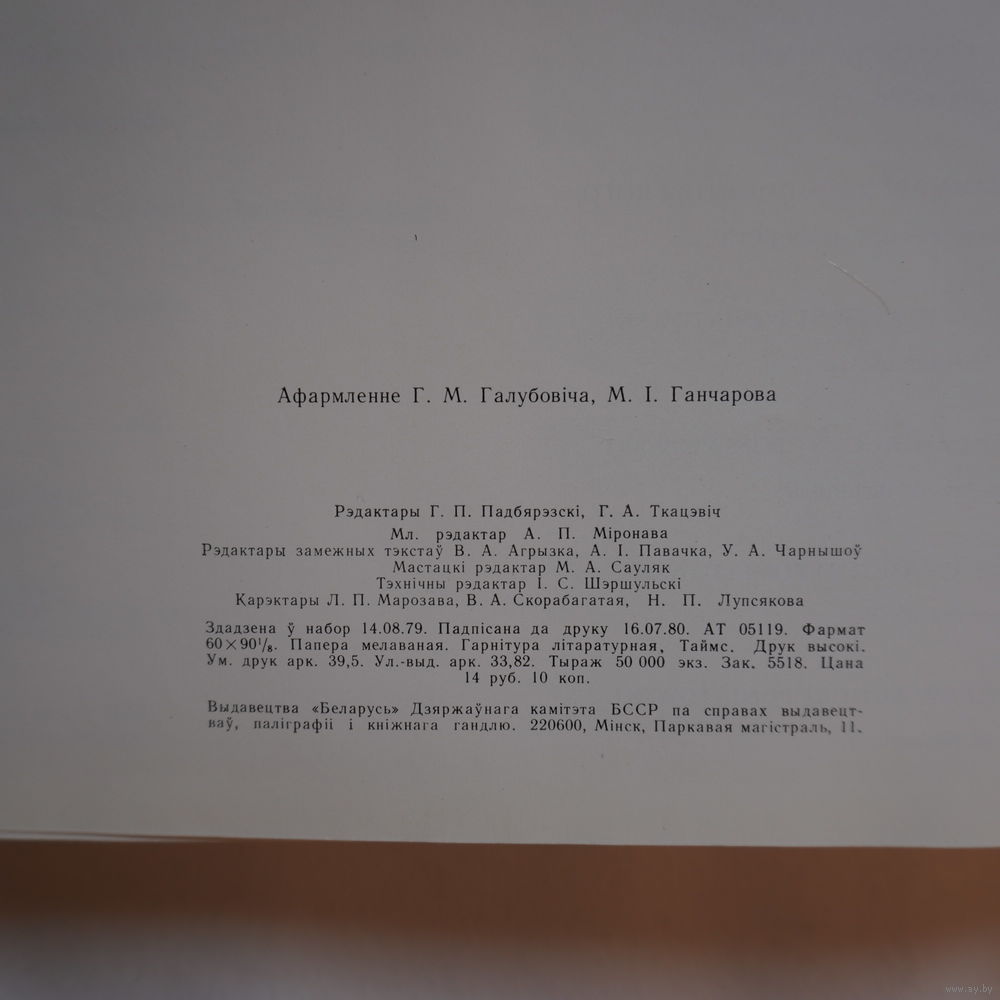 Афармленне Г. М. Галубовіча, М. І. Ганчарова
Рэдактары Г. П. Падбярэзскі, Г. А. Ткацэвіч
Мл. рэдактар А. П. Міронава
Рэдактары замежных тэкстаў В. А. Агрызка, А. І. Павачка, У. А. Чарнышоў
Мастацкі рэдактар М. А. Сауляк
Тэхнічны рэдактар І. С. Шэршульскі
Карэктары Л. П. Марозава, В. А. Скорабагатая, Н. П. Лупсякова
Здадзена ў набор 14.08.79. Падпісана да друку 16.07.80. АТ 05119. Фармат
60×90¹/₈. Папера мелаваная. Гарнітура літаратурная, Таймс. Друк высокі.
Ум. друк арк. 39,5. Ул.-выд. арк. 33,82. Тыраж 50 000 экз. Зак. 5518. Цана
14 руб. 10 коп.
Выдавецтва «Беларусь» Дзяржаўнага камітэта БССР па справах выдавецт-
ваў, паліграфіі і кніжнага гандлю. 220600, Мінск, Паркавая магістраль, 11.
www.ay.by